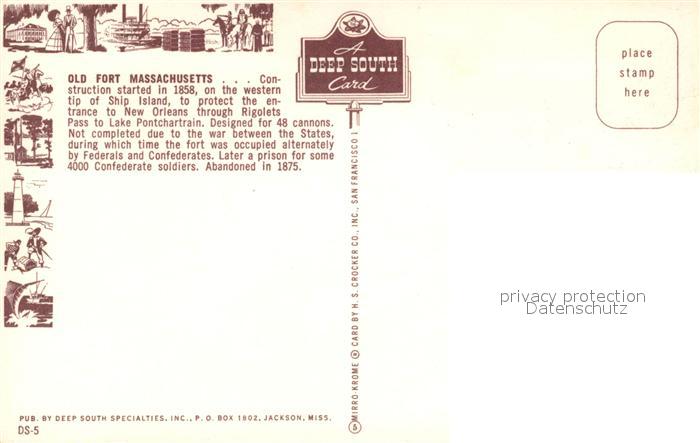 OLD FORT MASSACHUSETTS . . . Con-
struction started in 1858, on the western
tip of Ship Island, to protect the en-
trance to New Orleans through Rigolets
Pass to Lake Pontchartrain. Designed for 48 cannons.
Not completed due to the war between the States,
during which time the fort was occupied alternately
by Federals and Confederates. Later a prison for some
4000 Confederate soldiers. Abandoned in 1875.
A
DEEP SOUTH
Card
place
stamp
here
MIRRO-KROME ® CARD BY H. S. CROCKER CO., INC., SAN FRANCISCO 1
5
privacy protection
Datenschutz
PUB. BY DEEP SOUTH SPECIALTIES, INC., P. O. BOX 1902, JACKSON, MISS.
DS-5